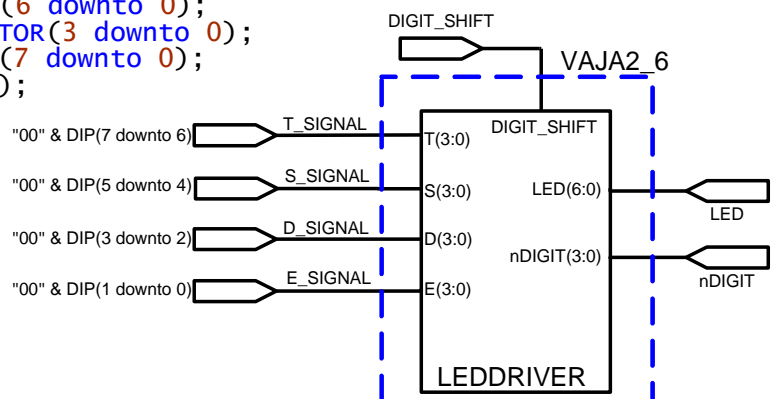 (6 downto 0);
TOR(3 downto 0);
(7 downto 0);
);
DIGIT_SHIFT
VAJA2_6
"00" & DIP(7 downto 6)
T_SIGNAL
T(3:0)
DIGIT_SHIFT
"00" & DIP(5 downto 4)
S_SIGNAL
S(3:0)
LED(6:0)
LED
"00" & DIP(3 downto 2)
D_SIGNAL
D(3:0)
nDIGIT(3:0)
nDIGIT
"00" & DIP(1 downto 0)
E_SIGNAL
E(3:0)
LEDDRIVER